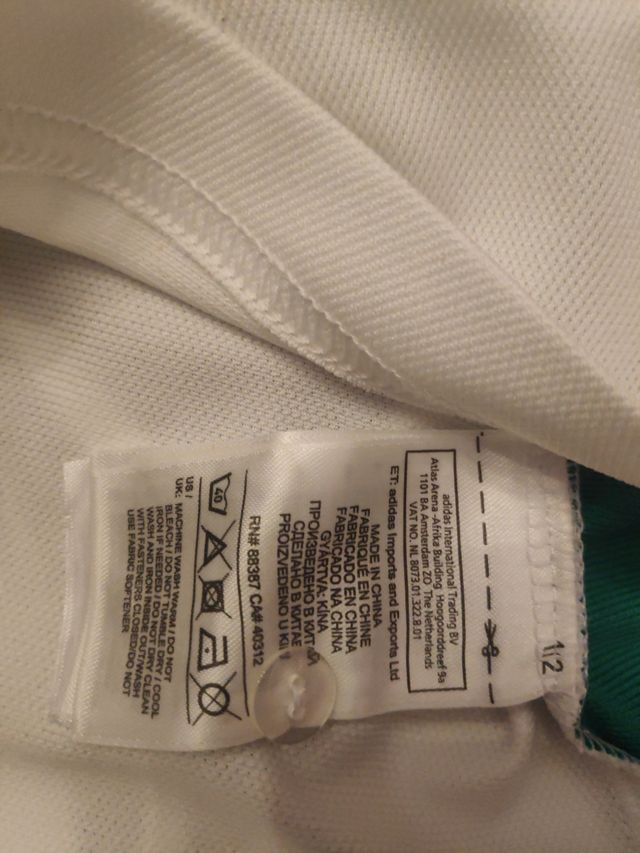 1/2
adidas International Trading BV
Atlas Arena -Afrika Building Hoogoorddreef 9a
1101 BA Amsterdam ZO The Netherlands
VAT NO. NL 8073.01.322.B.01
ET: adidas Imports and Exports Ltd
MADE IN CHINA
FABRIQUÉ EN CHINE
FABRICADO EN CHINA
FABRICADO NA CHINA
GYÁRTVA: KÍNA
ПРОИЗВЕДЕНО В КИТАЙ
СДЕЛАНО В КИТАЕ
PROIZVEDENO U KI
RN# 88387 CA# 40312
40
US /
UK: MACHINE WASH WARM / DO NOT
BLEACH / DO NOT TUMBLE DRY / COOL
IRON IF NEEDED / DO NOT DRY CLEAN
WASH AND IRON INSIDE OUT/WASH
WITH FASTENERS CLOSED/DO NOT
USE FABRIC SOFTENER